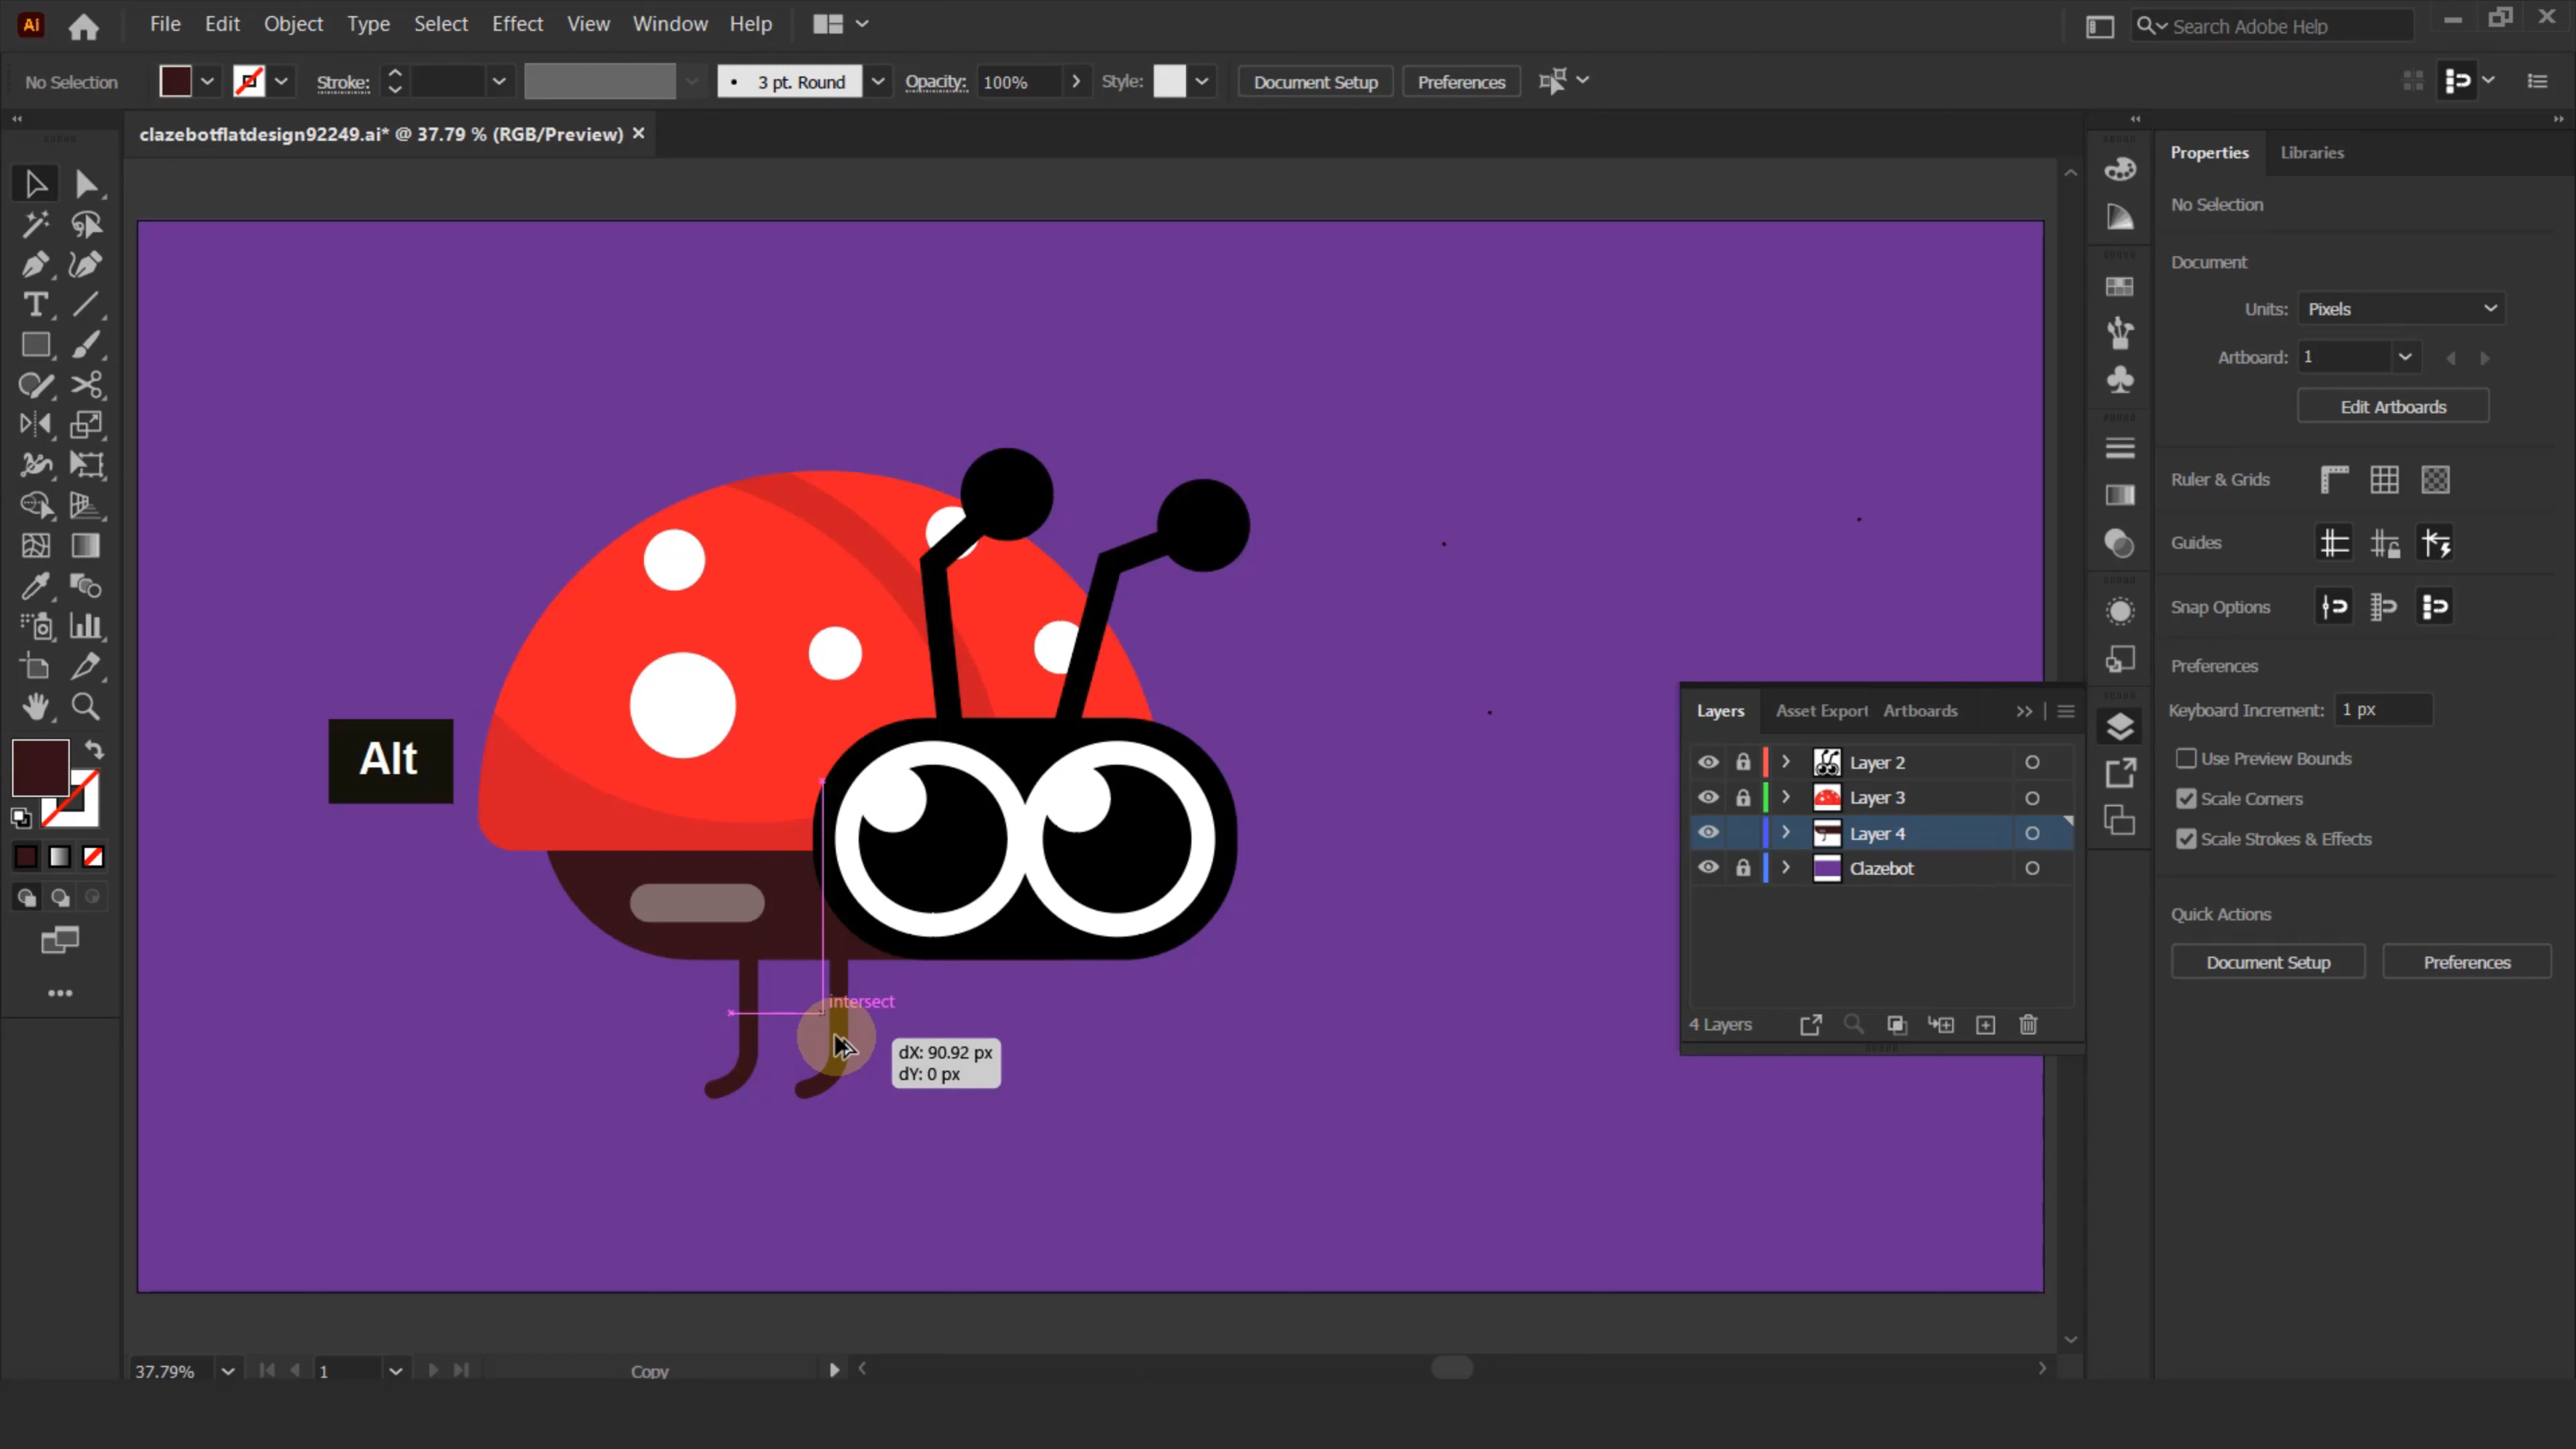 Ai File Edit Object Type Select Effect View Window Help Search Adobe Help
No Selection Stroke: 3 pt. Round Opacity: 100% Style: Document Setup Preferences
clazebotflatdesign92249.ai* @ 37.79 % (RGB/Preview) ×
Properties Libraries
No Selection
Document
Units: Pixels
Artboard: 1
Edit Artboards
Ruler & Grids
Guides
Snap Options
Preferences
Keyboard Increment: 1 px
Use Preview Bounds
Scale Corners
Scale Strokes & Effects
Quick Actions
Document Setup Preferences
Layers Asset Export Artboards
Layer 2
Layer 3
Layer 4
Clazebot
4 Layers
Alt
intersect
dX: 90.92 px
dY: 0 px
37.79% 1 Copy